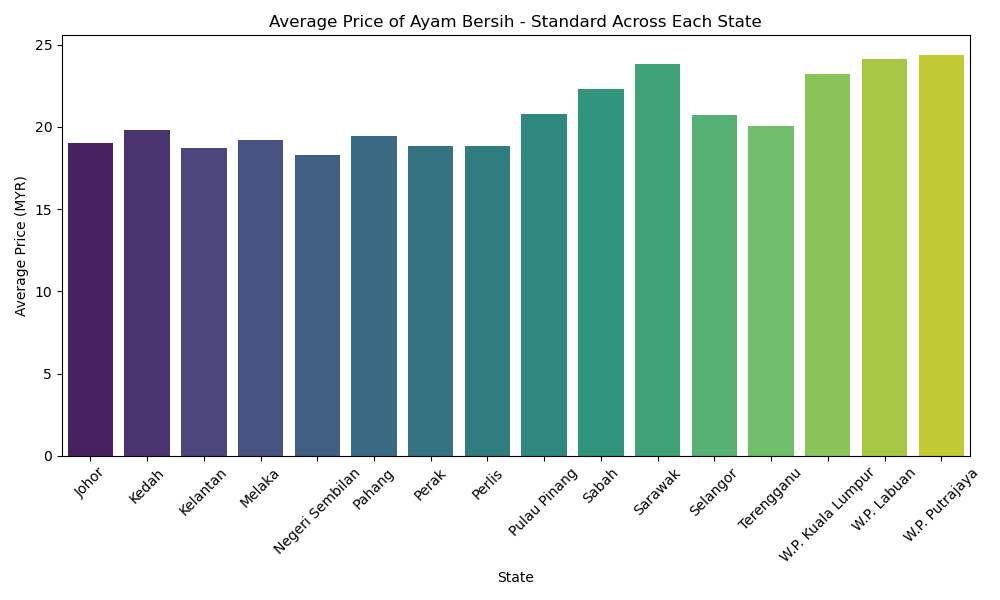 Average Price of Ayam Bersih - Standard Across Each State
Average Price (MYR)
25
20
15
10
5
0
Johor
Kedah
Kelantan
Melaka
Negeri Sembilan
Pahang
Perak
Perlis
Pulau Pinang
Sabah
Sarawak
Selangor
Terengganu
W.P. Kuala Lumpur
W.P. Labuan
W.P. Putrajaya
State